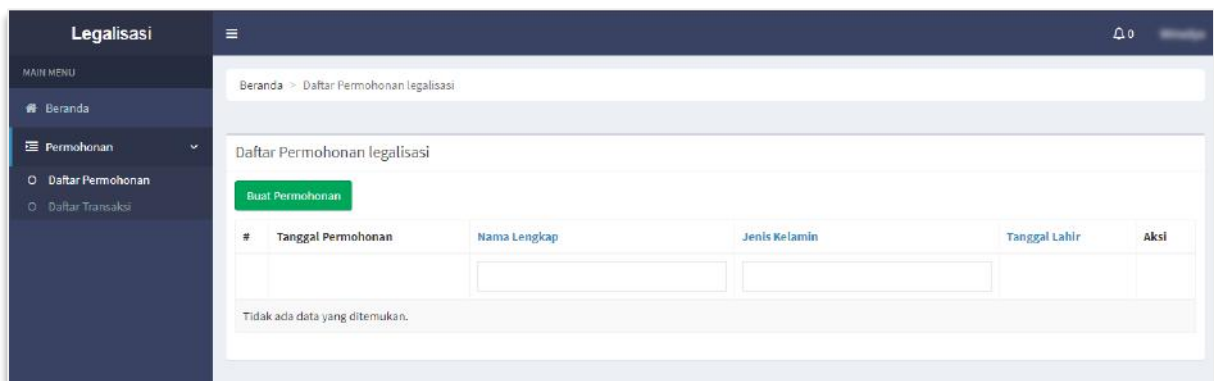 Legalisasi
0
MAIN MENU
Beranda
Permohonan
Daftar Permohonan
Daftar Transaksi
Beranda > Daftar Permohonan legalisasi
Daftar Permohonan legalisasi
Buat Permohonan
# Tanggal Permohonan Nama Lengkap Jenis Kelamin Tanggal Lahir Aksi
Tidak ada data yang ditemukan.